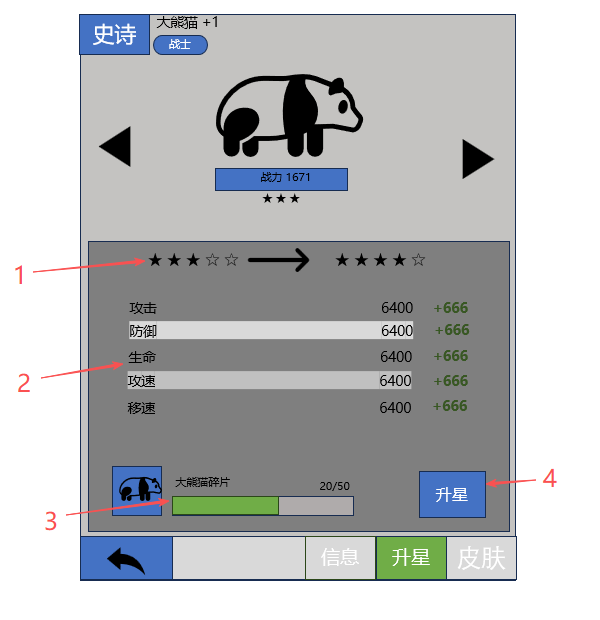 史诗
大熊猫 +1
战士
战力 1671
★★★
1
★★★☆☆ ★★★★☆
攻击 6400 +666
防御 6400 +666
生命 6400 +666
2
攻速 6400 +666
移速 6400 +666
大熊猫碎片 20/50
3
升星
4
信息 升星 皮肤